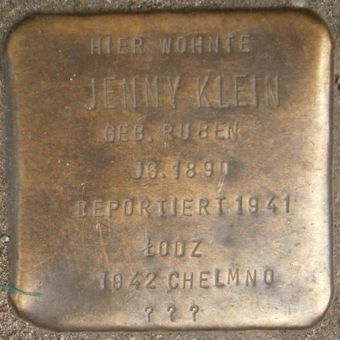 HIER WOHNTE
JENNY KLEIN
GEB. RUBEN
JG. 1890
DEPORTIERT 1941
ŁODZ
1942 CHELMNO
? ? ?